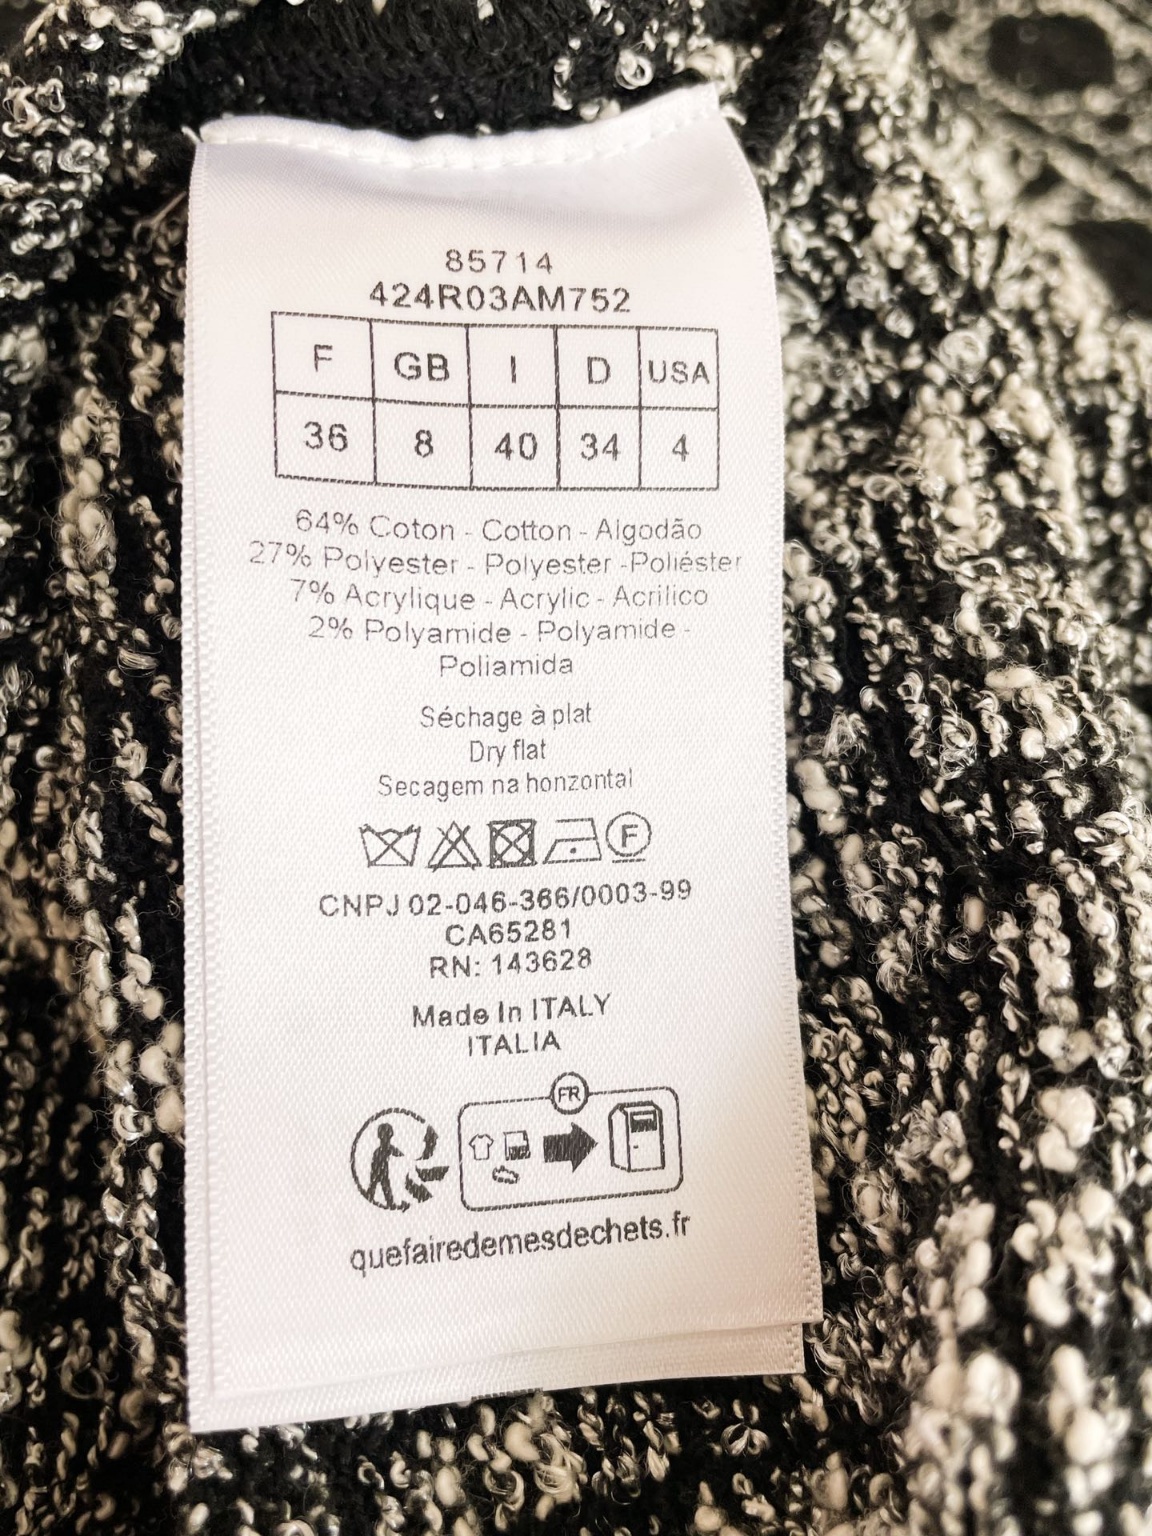 85714
424R03AM752
F GB I D USA
36 8 40 34 4
64% Coton - Cotton - Algodão
27% Polyester - Polyester -Poliéster
7% Acrylique - Acrylic - Acrilico
2% Polyamide - Polyamide -
Poliamida
Séchage à plat
Dry flat
Secagem na honzontal
F
CNPJ 02-046-366/0003-99
CA65281
RN: 143628
Made In ITALY
ITALIA
FR
quefairedemesdechets.fr